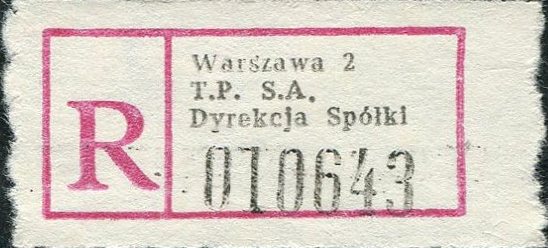 R
Warszawa 2
T.P. S.A.
Dyrekcja Spółki
010643